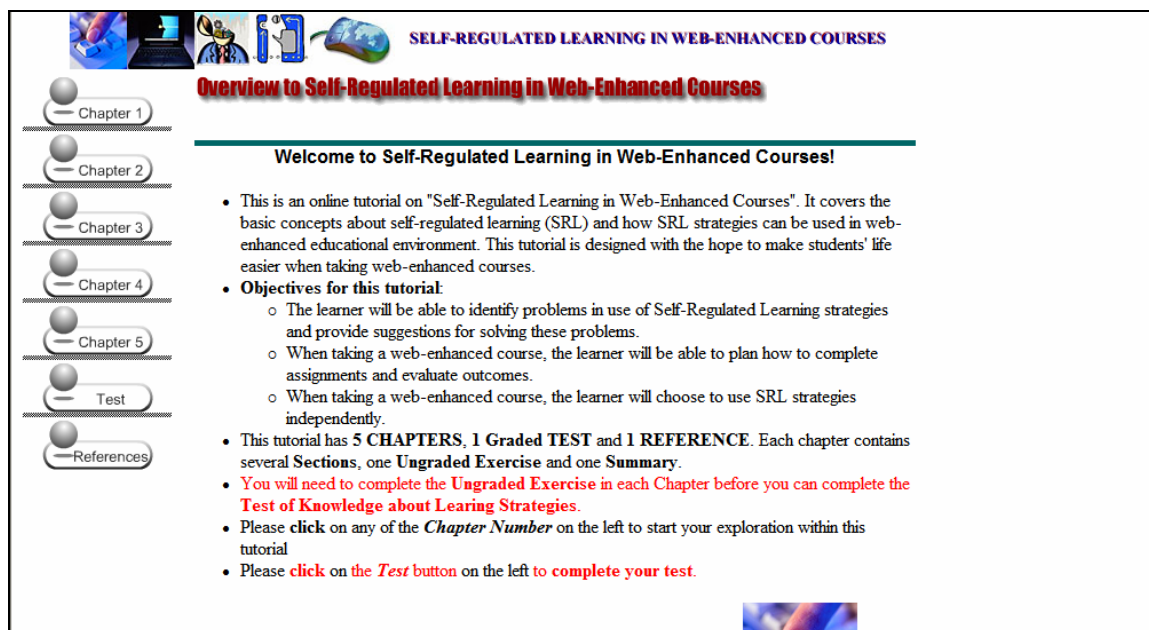 SELF-REGULATED LEARNING IN WEB-ENHANCED COURSES
Overview to Self-Regulated Learning in Web-Enhanced Courses
Chapter 1
Chapter 2
Chapter 3
Chapter 4
Chapter 5
Test
References
Welcome to Self-Regulated Learning in Web-Enhanced Courses!
• This is an online tutorial on "Self-Regulated Learning in Web-Enhanced Courses". It covers the
basic concepts about self-regulated learning (SRL) and how SRL strategies can be used in web-
enhanced educational environment. This tutorial is designed with the hope to make students' life
easier when taking web-enhanced courses.
• Objectives for this tutorial:
○ The learner will be able to identify problems in use of Self-Regulated Learning strategies
and provide suggestions for solving these problems.
○ When taking a web-enhanced course, the learner will be able to plan how to complete
assignments and evaluate outcomes.
○ When taking a web-enhanced course, the learner will choose to use SRL strategies
independently.
• This tutorial has 5 CHAPTERS, 1 Graded TEST and 1 REFERENCE. Each chapter contains
several Sections, one Ungraded Exercise and one Summary.
• You will need to complete the Ungraded Exercise in each Chapter before you can complete the
Test of Knowledge about Learing Strategies.
• Please click on any of the Chapter Number on the left to start your exploration within this
tutorial
• Please click on the Test button on the left to complete your test.